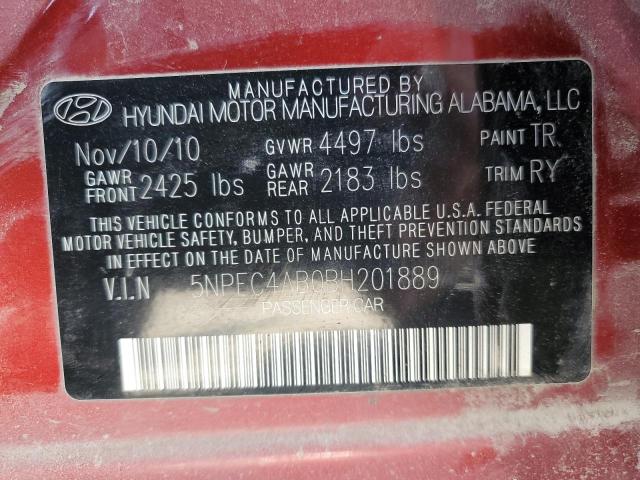 MANUFACTURED BY
HYUNDAI MOTOR MANUFACTURING ALABAMA, LLC
Nov/10/10 GVWR 4497 lbs PAINT TR
GAWR FRONT 2425 lbs GAWR REAR 2183 lbs TRIM RY
THIS VEHICLE CONFORMS TO ALL APPLICABLE U.S.A. FEDERAL
MOTOR VEHICLE SAFETY, BUMPER, AND THEFT PREVENTION STANDARDS
IN EFFECT ON THE DATE OF MANUFACTURE SHOWN ABOVE.
V.I.N 5NPEC4AB0BH201889
PASSENGER CAR